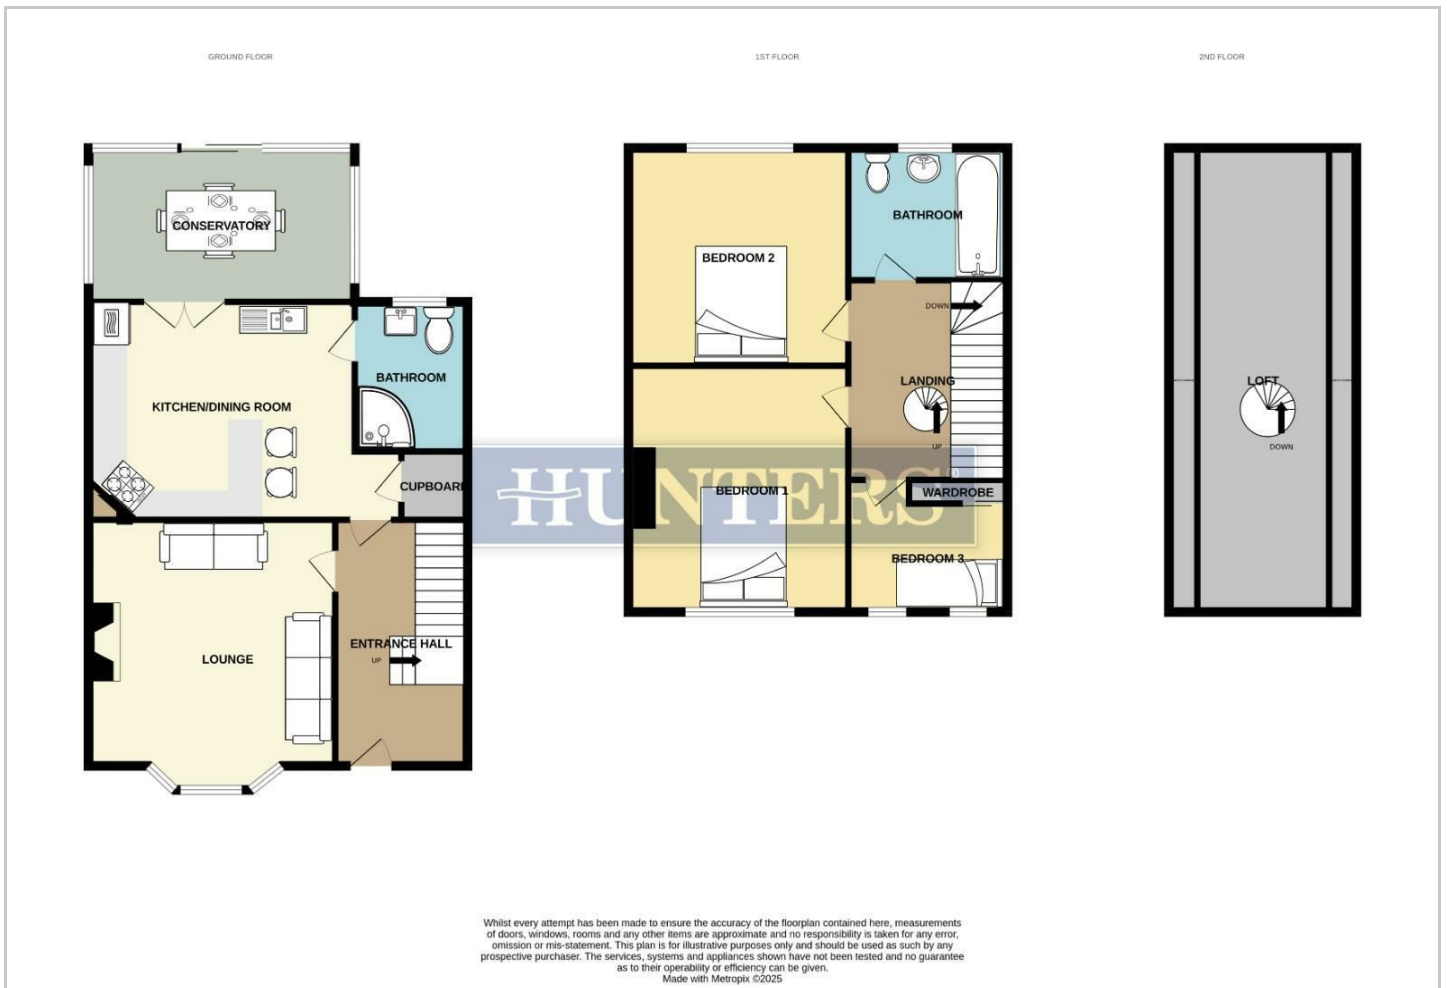 GROUND FLOOR
1ST FLOOR
2ND FLOOR
CONSERVATORY
KITCHEN/DINING ROOM
BATHROOM
CUPBOARD
LOUNGE
ENTRANCE HALL
UP
BEDROOM 2
BATHROOM
DOWN
LANDING
UP
BEDROOM 1
WARDROBE
BEDROOM 3
LOFT
DOWN
HUNTERS®
Whilst every attempt has been made to ensure the accuracy of the floorplan contained here, measurements
of doors, windows, rooms and any other items are approximate and no responsibility is taken for any error,
omission or mis-statement. This plan is for illustrative purposes only and should be used as such by any
prospective purchaser. The services, systems and appliances shown have not been tested and no guarantee
as to their operability or efficiency can be given.
Made with Metropix ©2025